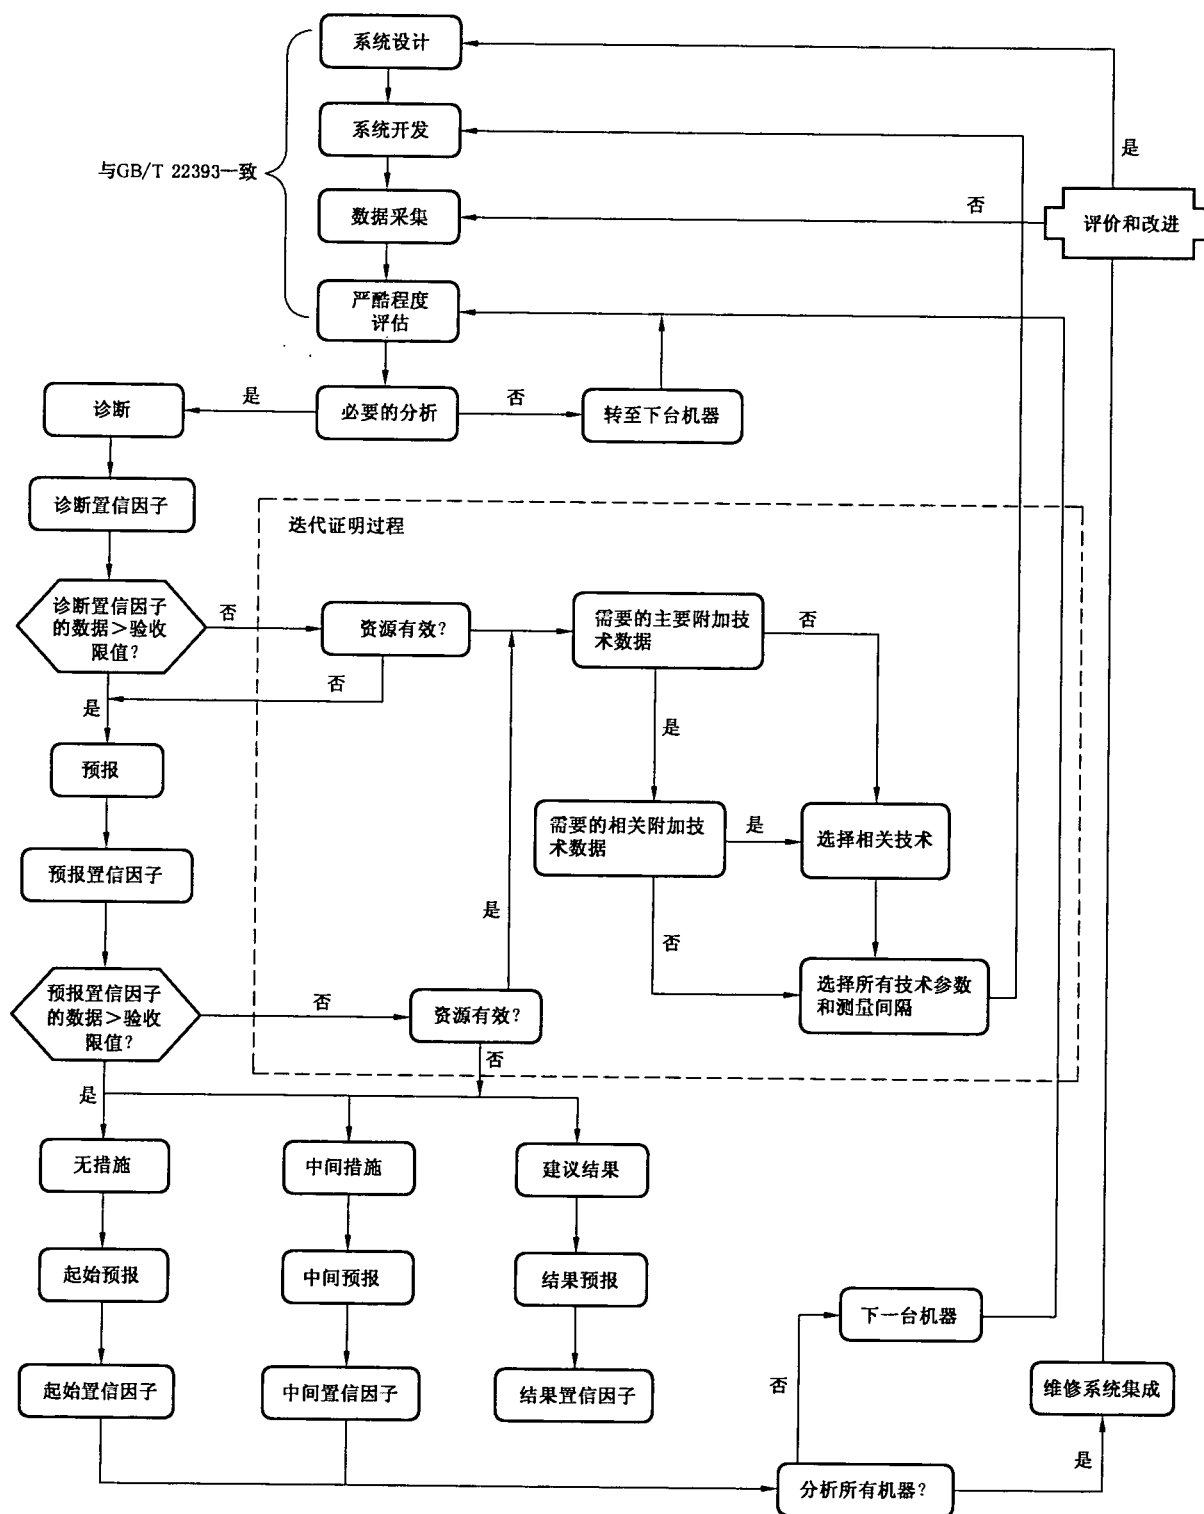 系统设计
系统开发
是
与GB/T 22393一致
数据采集
否
评价和改进
严酷程度
评估
诊断
是
必要的分析
否
转至下台机器
诊断置信因子
迭代证明过程
诊断置信因子
的数据>验收
限值?
否
资源有效?
需要的主要附加技
术数据
否
否
是
是
预报
需要的相关附加技
术数据
是
选择相关技术
预报置信因子
是
否
预报置信因子
的数据>验收
限值?
否
资源有效?
选择所有技术参数
和测量间隔
否
是
无措施
中间措施
建议结果
起始预报
中间预报
结果预报
下一台机器
起始置信因子
中间置信因子
结果置信因子
否
维修系统集成
是
分析所有机器?